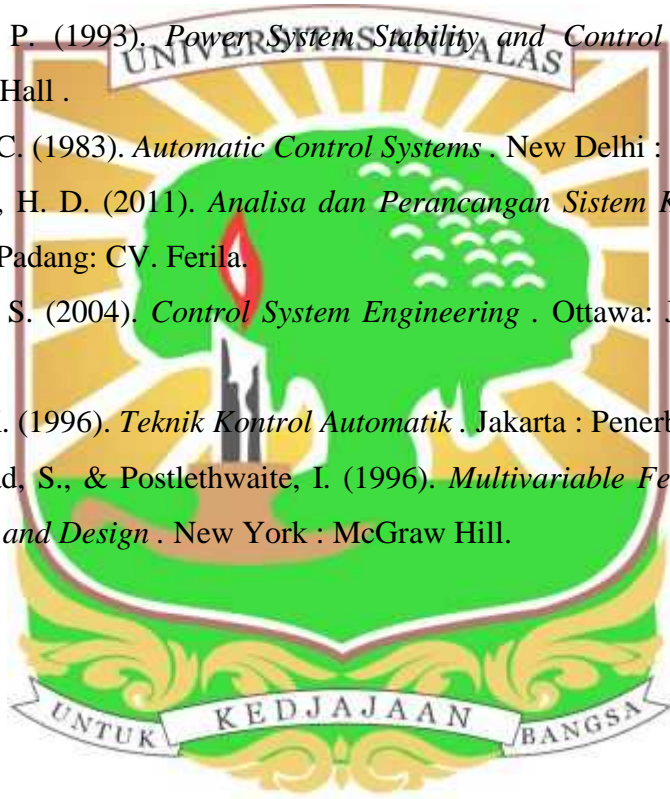 P. (1993). Power System Stability and Control
UNIVERSITAS ANDALAS
Hall .
C. (1983). Automatic Control Systems . New Delhi :
, H. D. (2011). Analisa dan Perancangan Sistem
Padang: CV. Ferila.
S. (2004). Control System Engineering . Ottawa:
. (1996). Teknik Kontrol Automatik . Jakarta :
S., & Postlethwaite, I. (1996). Multivariable
and Design . New York : McGraw Hill.
UNTUK KEDJAJAAN BANGSA